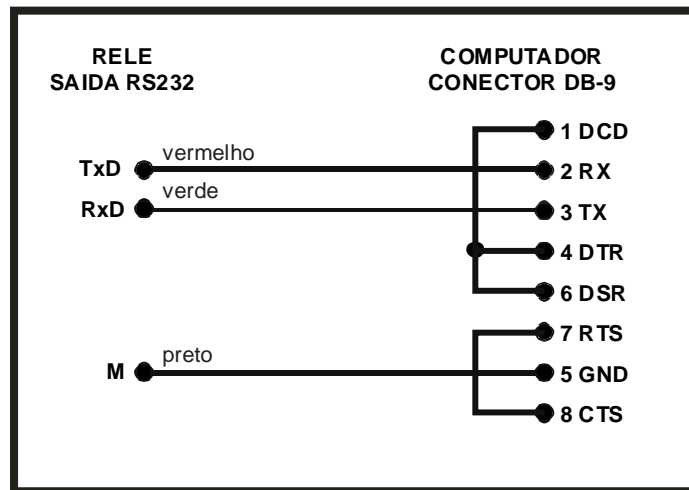 RELE
SAIDA RS232
COMPUTADOR
CONECTOR DB-9
1 DCD
vermelho
TxD
2 RX
verde
RxD
3 TX
4 DTR
6 DSR
7 RTS
preto
M
5 GND
8 CTS